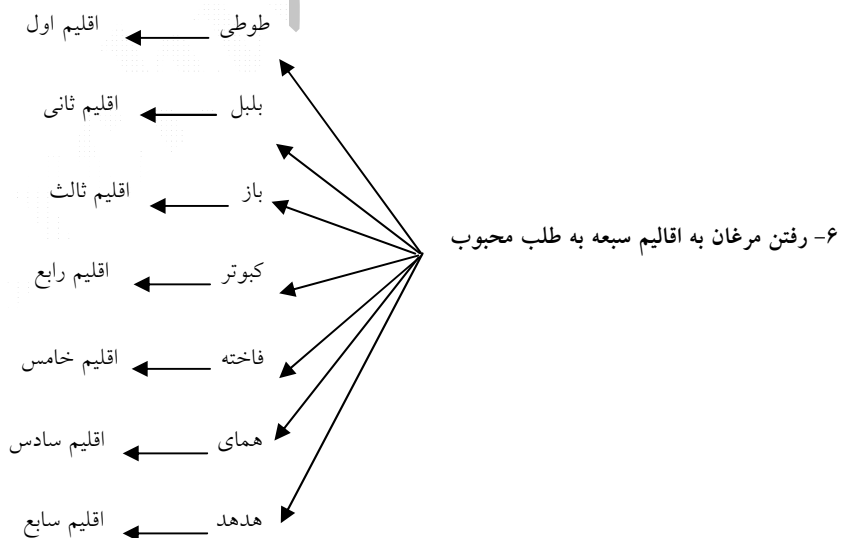 طوطی اقلیم اول
بلبل اقلیم ثانی
باز اقلیم ثالث
۶- رفتن مرغان به اقالیم سبعه به طلب محبوب
کبوتر اقلیم رابع
فاخته اقلیم خامس
همای اقلیم سادس
هدهد اقلیم سابع